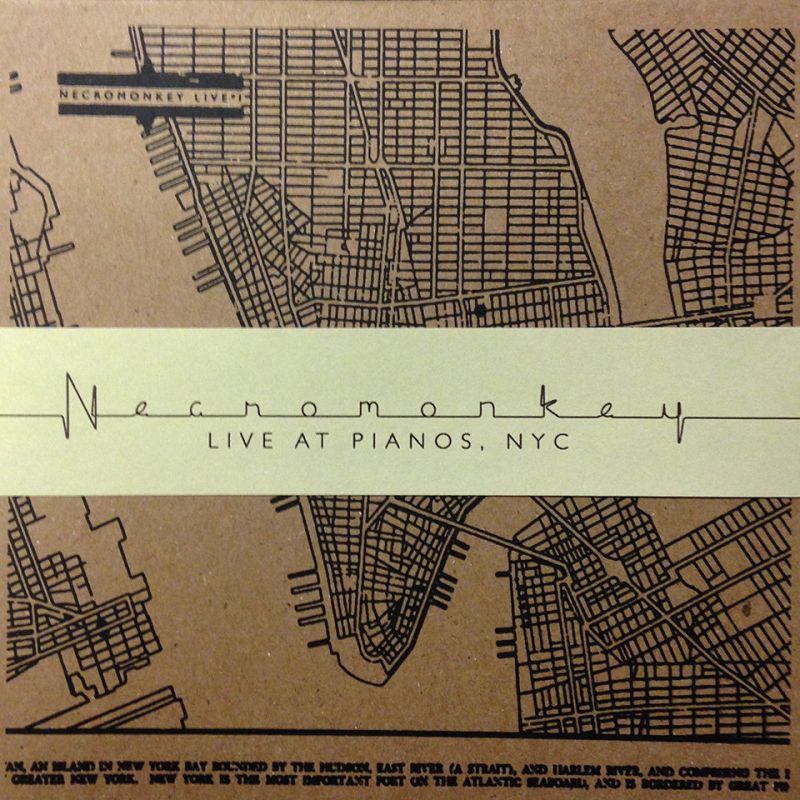 NECROMONKEY LIVE#1
Necromonkey
LIVE AT PIANOS, NYC
AN, AN ISLAND IN NEW YORK BAY BOUNDED BY THE HUDSON, EAST RIVER (A STRAIT), AND HARLEM RIVER, AND COMPRISING THE
GREATER NEW YORK. NEW YORK IS THE MOST IMPORTANT PORT ON THE ATLANTIC SEABOARD, AND IS BORDERED BY GREAT